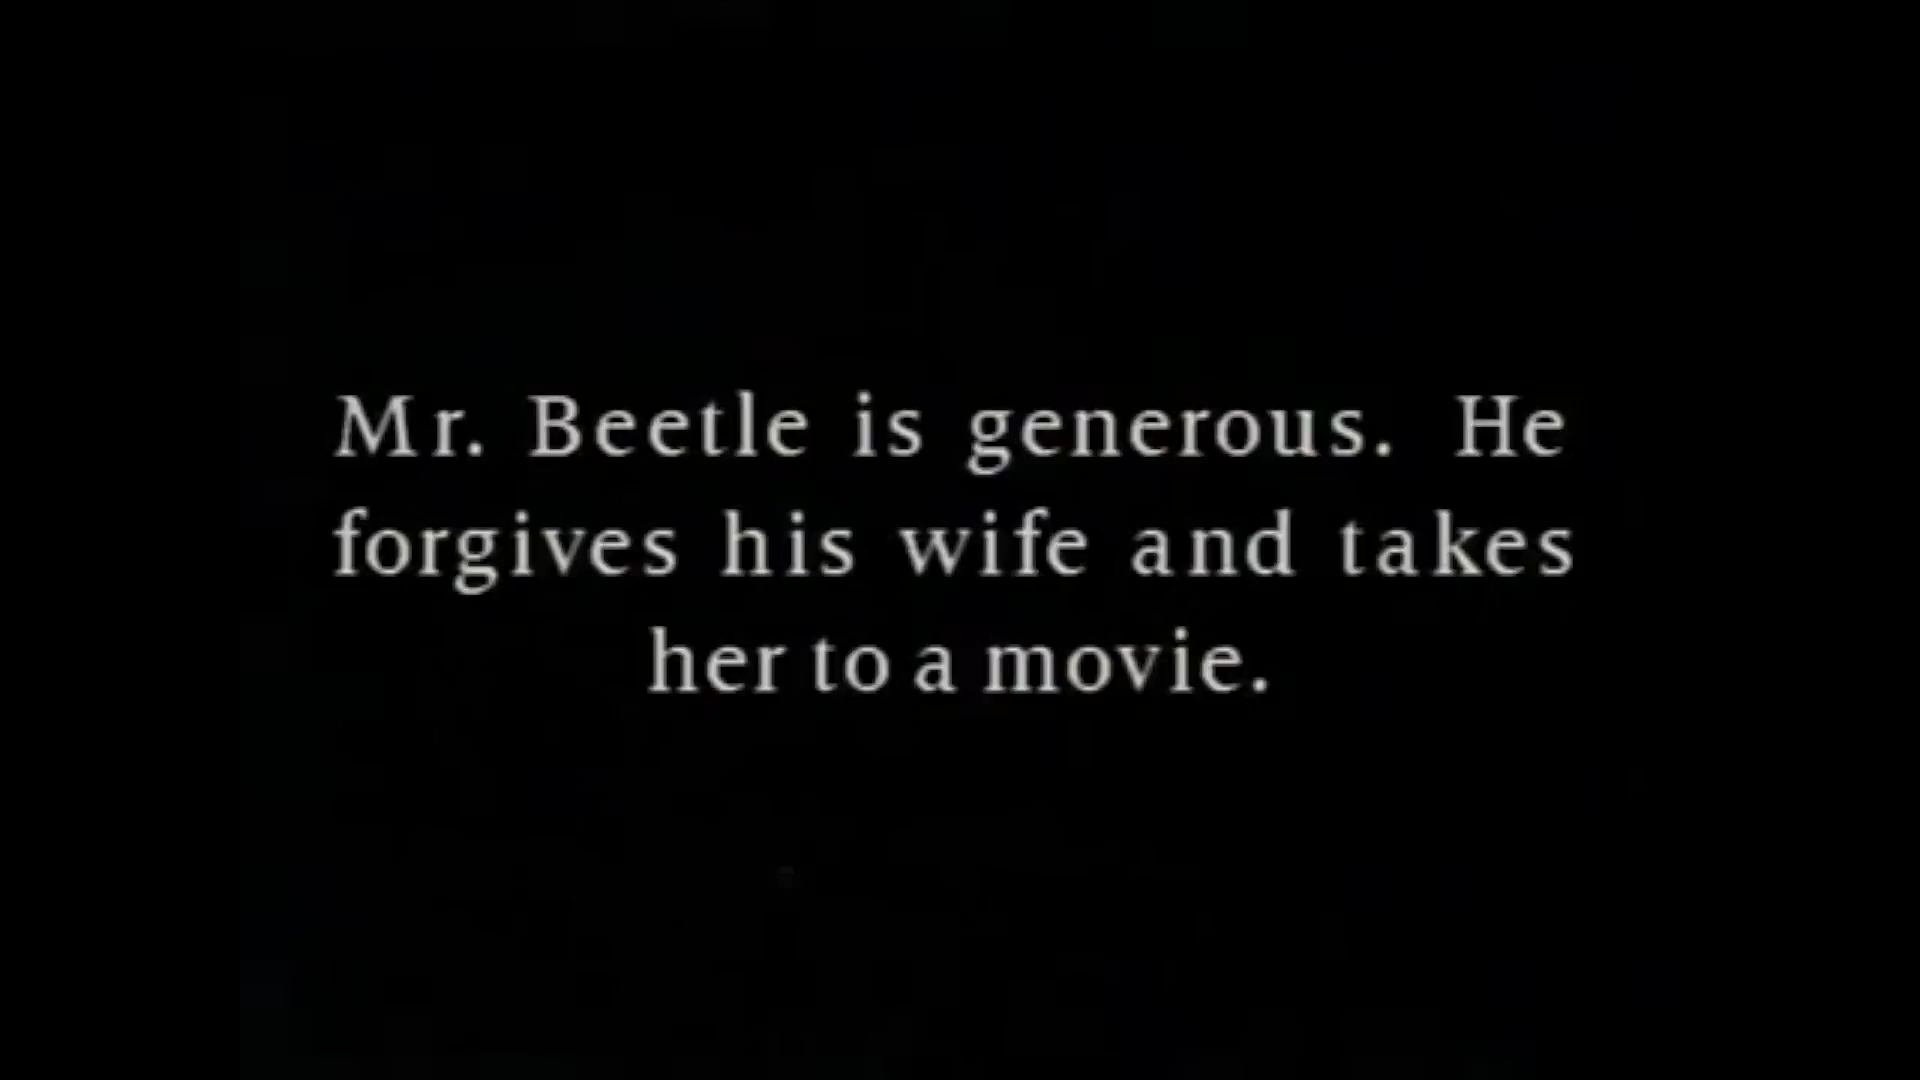 Mr. Beetle is generous. He
forgives his wife and takes
her to a movie.